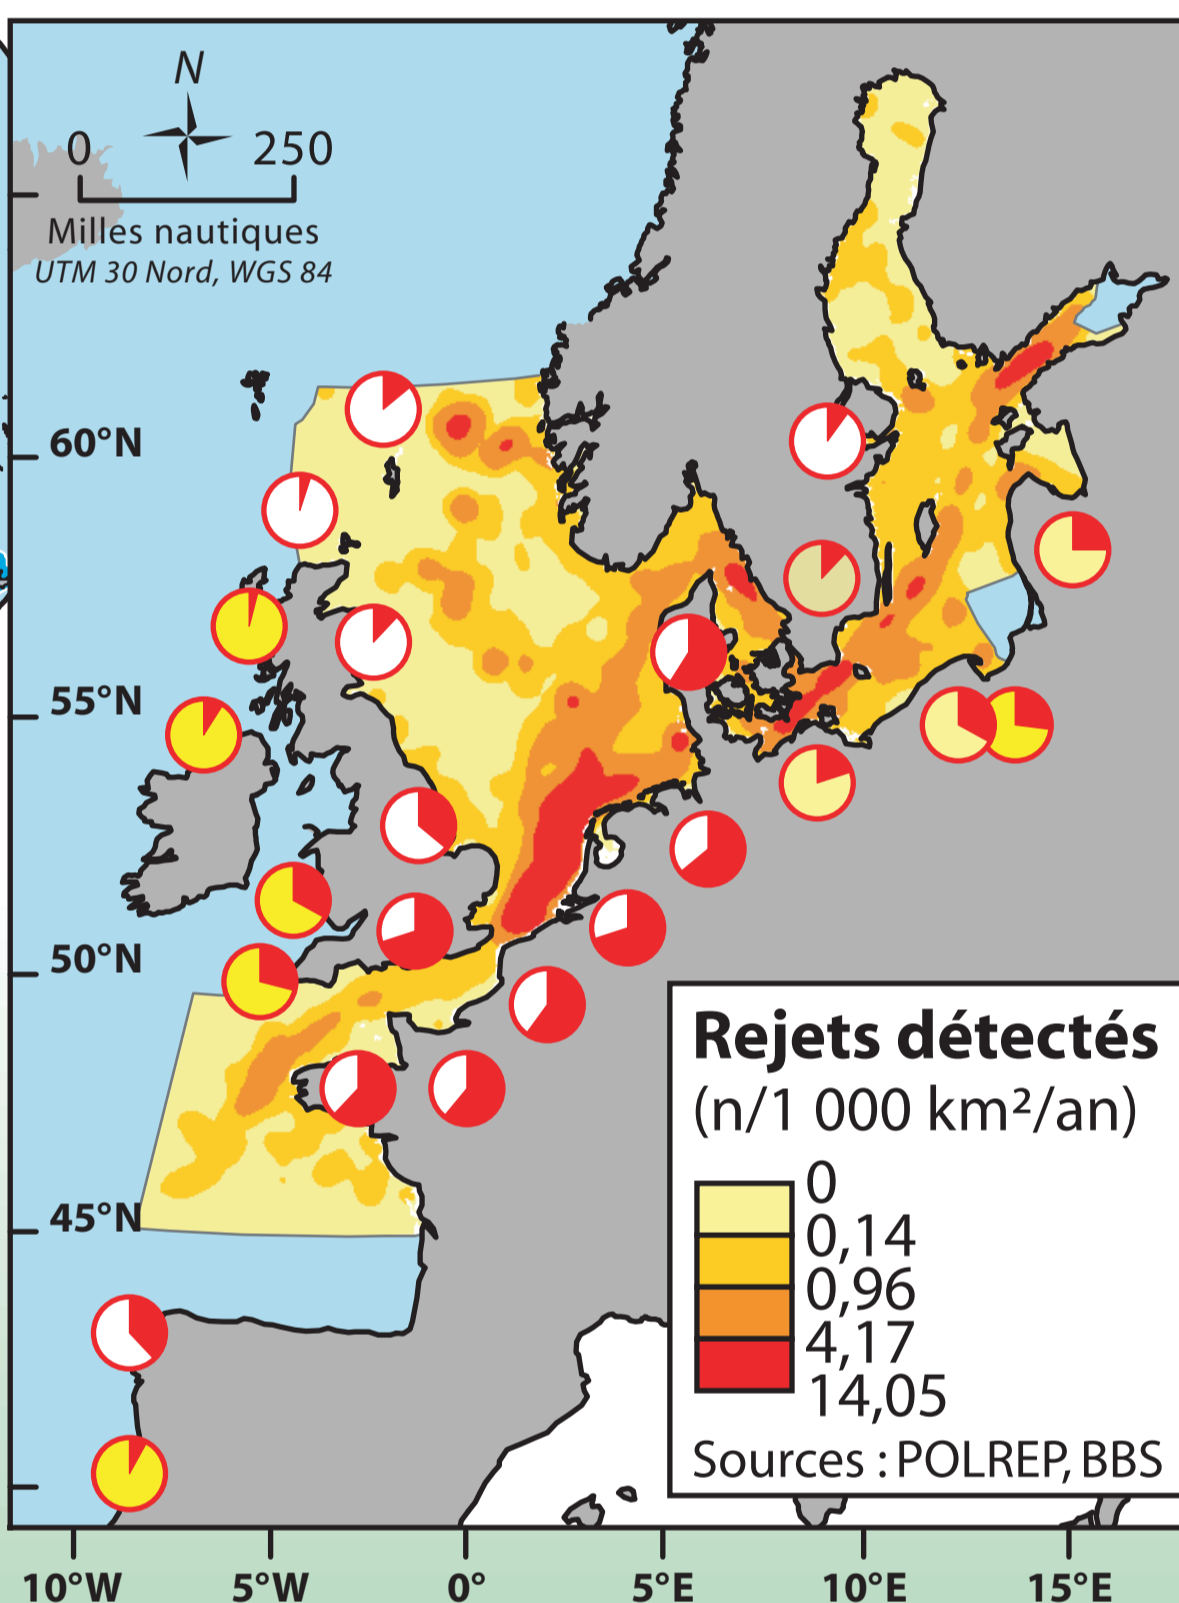 N
0 250
Milles nautiques
UTM 30 Nord, WGS 84
60°N
55°N
50°N
45°N
Rejets détectés
(n/1 000 km²/an)
0
0,14
0,96
4,17
14,05
Sources : POLREP, BBS
10°W 5°W 0° 5°E 10°E 15°E